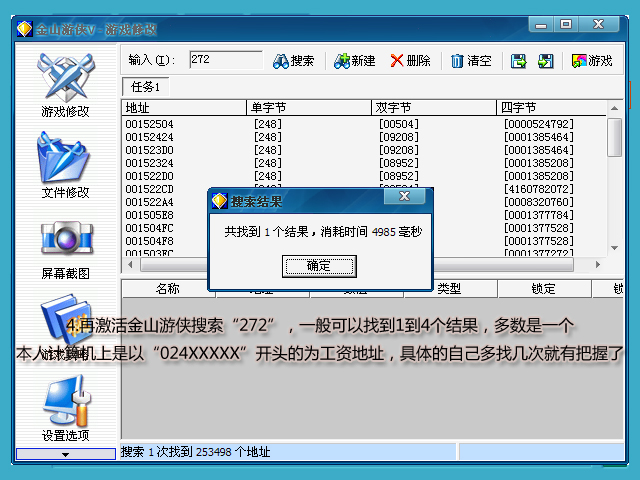 金山游侠V - 游戏修改
输入(I): 272 搜索 新建 删除 清空 游戏
任务1
地址 单字节 双字节 四字节
00152504 [248] [00504] [0000524792]
00152424 [248] [09208] [0001385464]
001523D0 [248] [09208] [0001385464]
00152324 [248] [08952] [0001385208]
001522D0 [248] [08952] [0001385208]
001522CD [4160782072]
001522A4 [0008320760]
001505E8 [0001377784]
001504FC [0001377528]
001504F8 [0001377528]
001503FC [0001377272]
游戏修改
文件修改
屏幕截图
设置选项
搜索结果
共找到 1 个结果，消耗时间 4985 毫秒
确定
名称 地址 数值 类型 锁定
4.再激活金山游侠搜索“272”，一般可以找到1到4个结果，多数是一个
本人计算机上是以“024XXXXX”开头的为工资地址，具体的自己多找几次就有把握了
搜索 1 次找到 253498 个地址